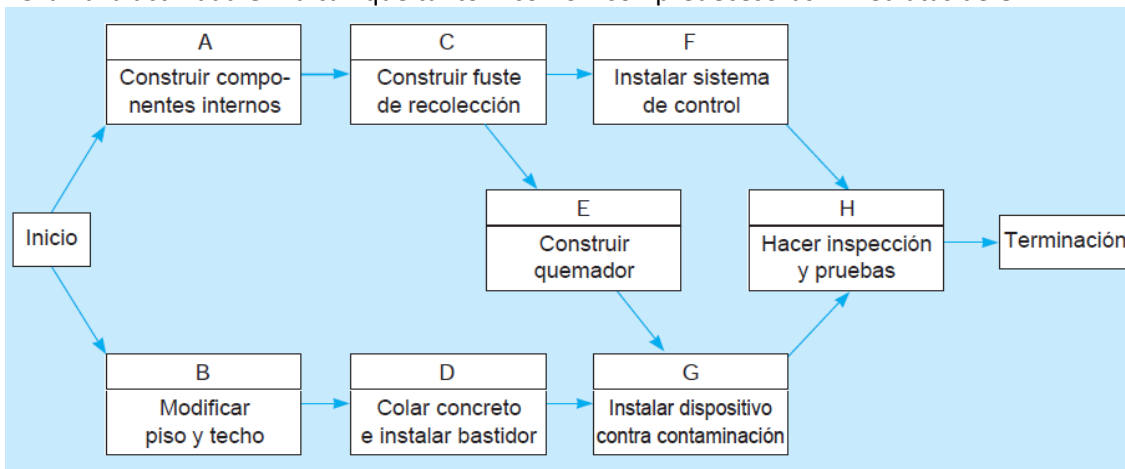 A
Construir compo-
nentes internos
C
Construir fuste
de recolección
F
Instalar sistema
de control
Inicio
E
Construir
quemador
H
Hacer inspección
y pruebas
Terminación
B
Modificar
piso y techo
D
Colar concreto
e instalar bastidor
G
Instalar dispositivo
contra contaminación